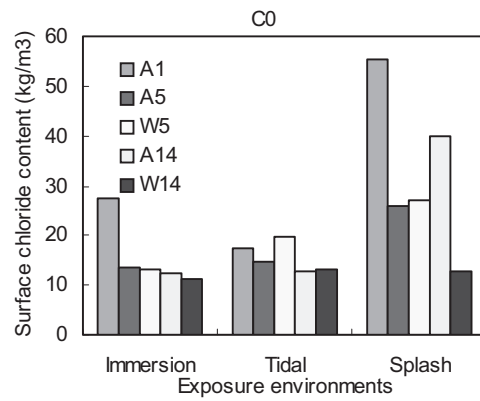 C0
Surface chloride content (kg/m3)
60
50
40
30
20
10
0
A1
A5
W5
A14
W14
Immersion Tidal Splash
Exposure environments